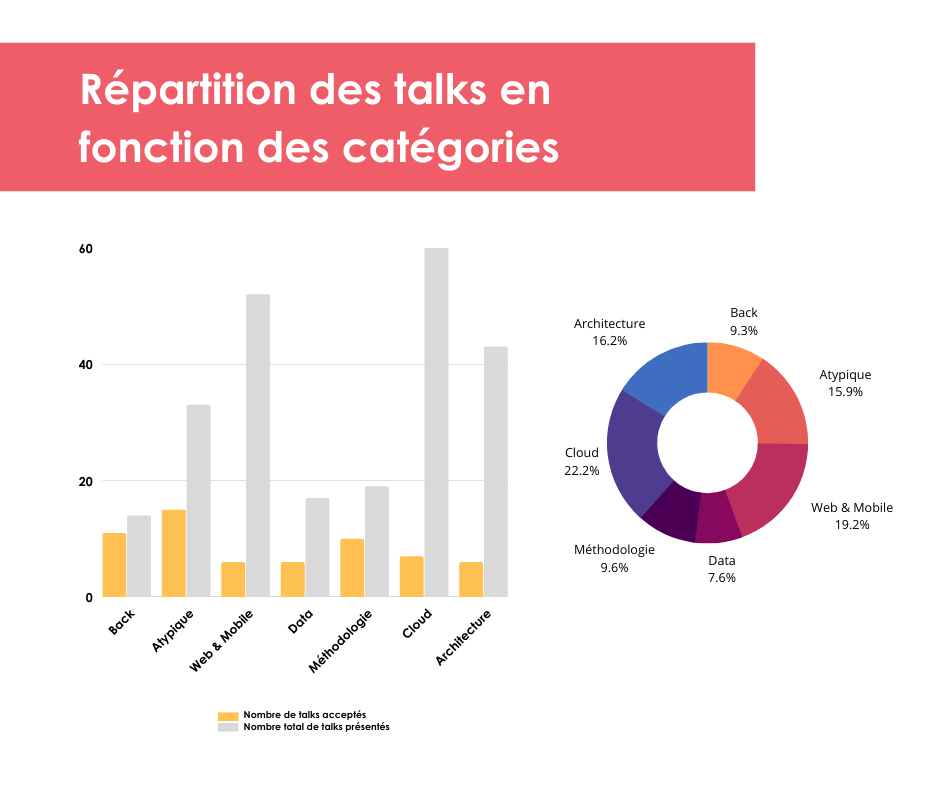 Répartition des talks en
fonction des catégories
60
40
20
0
Back
Atypique
Web & Mobile
Data
Méthodologie
Cloud
Architecture
Nombre de talks acceptés
Nombre total de talks présentés
Back
9.3%
Atypique
15.9%
Web & Mobile
19.2%
Data
7.6%
Méthodologie
9.6%
Cloud
22.2%
Architecture
16.2%